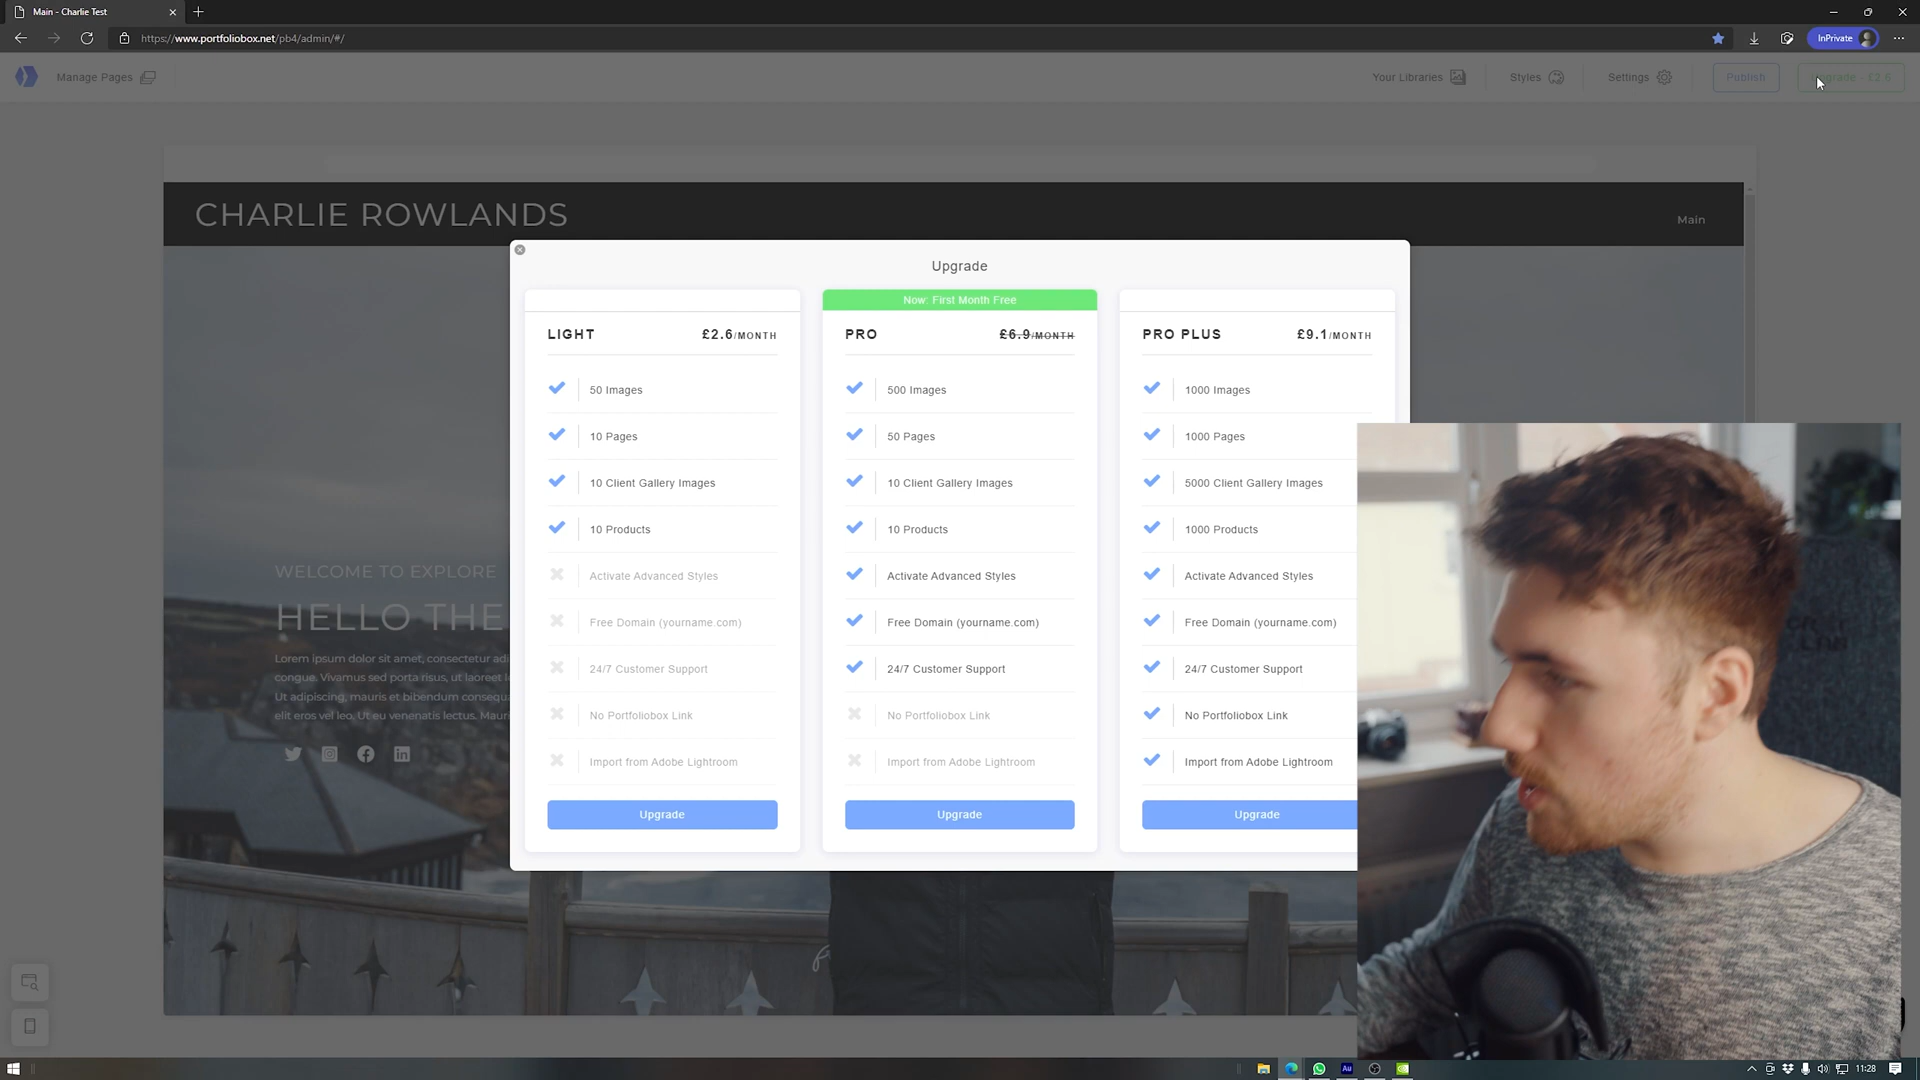 Main - Charlie Test
https://www.portfoliobox.net/pb4/admin/#/
InPrivate
Manage Pages
Your Libraries
Styles
Settings
Publish
Upgrade - £2.6
CHARLIE ROWLANDS
Main
Upgrade
LIGHT £2.6/MONTH
50 Images
10 Pages
10 Client Gallery Images
10 Products
Activate Advanced Styles
Free Domain (yourname.com)
24/7 Customer Support
No Portfoliobox Link
Import from Adobe Lightroom
Upgrade
Now: First Month Free
PRO £6.9/MONTH
500 Images
50 Pages
10 Client Gallery Images
10 Products
Activate Advanced Styles
Free Domain (yourname.com)
24/7 Customer Support
No Portfoliobox Link
Import from Adobe Lightroom
Upgrade
PRO PLUS £9.1/MONTH
1000 Images
1000 Pages
5000 Client Gallery Images
1000 Products
Activate Advanced Styles
Free Domain (yourname.com)
24/7 Customer Support
No Portfoliobox Link
Import from Adobe Lightroom
Upgrade
WELCOME TO EXPLORE
HELLO THE
Lorem ipsum dolor sit amet, consectetur adi
congue. Vivamus sed porta risus, ut laoreet l
Ut adipiscing, mauris et bibendum consequa
elit eros vel leo. Ut eu venenatis lectus. Mauri
Au
11:28